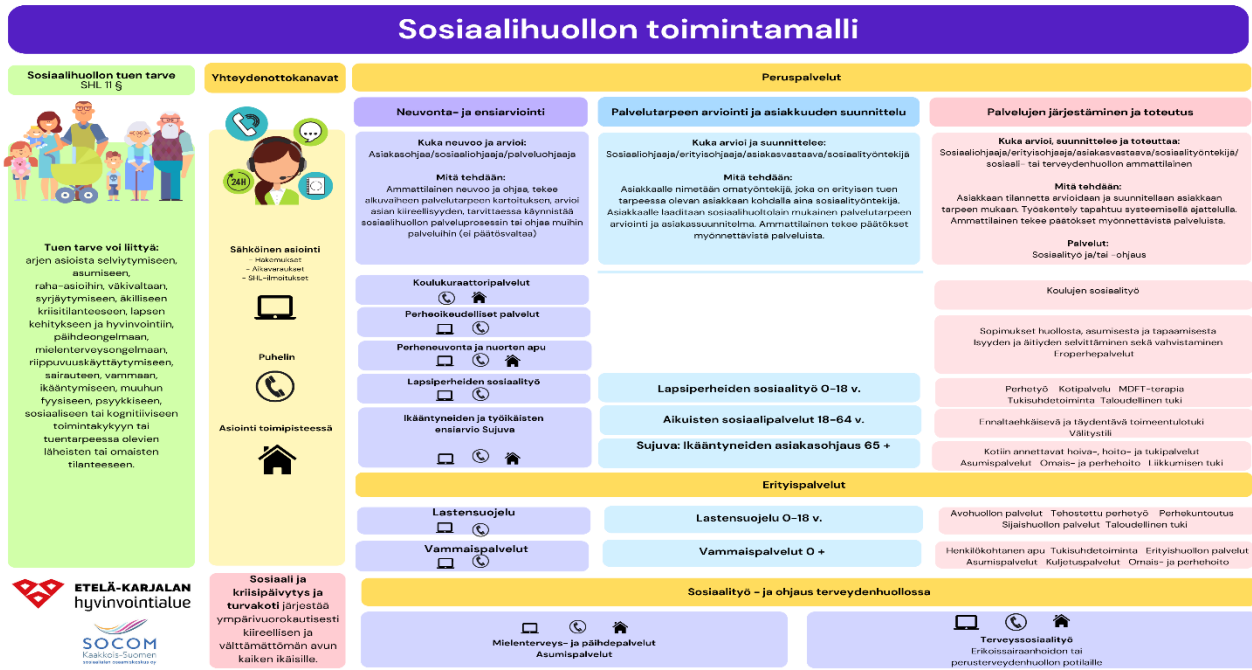 Sosiaalihuollon toimintamalli
Sosiaalihuollon tuen tarve
SHL 11 §
Tuen tarve voi liittyä:
arjen asioista selviytymiseen,
asumiseen,
raha-asioihin, väkivaltaan,
syrjäytymiseen, äkilliseen
kriisitilanteeseen, lapsen
kehitykseen ja hyvinvointiin,
päihdeongelmaan,
mielenterveysongelmaan,
riippuvuuskäyttäytymiseen,
sairauteen, vammaan,
ikääntymiseen, muuhun
fyysiseen, psyykkiseen,
sosiaaliseen tai kognitiiviseen
toimintakykyyn tai
tuentarpeessa olevien
läheisten tai omaisten
tilanteeseen.
ETELÄ-KARJALAN
hyvinvointialue
SOCOM
Kaakkois-Suomen
sosiaalialan osaamiskeskus oy
Yhteydenottokanavat
24H
Sähköinen asiointi
- Hakemukset
- Aikavaraukset
- SHL-ilmoitukset
Puhelin
Asiointi toimipisteessä
Sosiaali ja
kriisipäivytys ja
turvakoti järjestää
ympärivuorokautisesti
kiireellisen ja
välttämättömän avun
kaiken ikäisille.
Peruspalvelut
Neuvonta- ja ensiarviointi
Kuka neuvoo ja arvioi:
Asiakasohjaa/sosiaaliohjaaja/palveluohjaaja
Mitä tehdään:
Ammattilainen neuvoo ja ohjaa, tekee
alkuvaiheen palvelutarpeen kartoituksen, arvioi
asian kiireellisyyden, tarvittaessa käynnistää
sosiaalihuollon palveluprosessin tai ohjaa muihin
palveluihin (ei päätösvaltaa)
Palvelutarpeen arviointi ja asiakkuuden suunnittelu
Kuka arvioi ja suunnittelee:
Sosiaaliohjaaja/erityisohjaaja/asiakasvastaava/sosiaalityöntekijä
Mitä tehdään:
Asiakkaalle nimetään omatyöntekijä, joka on erityisen tuen
tarpeessa olevan asiakkaan kohdalla aina sosiaalityöntekijä.
Asiakkaalle laaditaan sosiaalihuoltolain mukainen palvelutarpeen
arviointi ja asiakassuunnitelma. Ammattilainen tekee päätökset
myönnettävistä palveluista.
Palvelujen järjestäminen ja toteutus
Kuka arvioi, suunnittelee ja toteuttaa:
Sosiaaliohjaaja/erityisohjaaja/asiakasvastaava/sosiaalityöntekijä/
sosiaali- tai terveydenhuollon ammattilainen
Mitä tehdään:
Asiakkaan tilannetta arvioidaan ja suunnitellaan asiakkaan
tarpeen mukaan. Työskentely tapahtuu systeemisellä ajattelulla.
Ammattilainen tekee päätökset myönnettävistä palveluista.
Palvelut:
Sosiaalityö ja/tai -ohjaus
Koulukuraattoripalvelut
Koulujen sosiaalityö
Perheoikeudelliset palvelut
Sopimukset huollosta, asumisesta ja tapaamisesta
Isyyden ja äitiyden selvittäminen sekä vahvistaminen
Eroperhepalvelut
Perheneuvonta ja nuorten apu
Lapsiperheiden sosiaalityö
Lapsiperheiden sosiaalityö 0-18 v.
Perhetyö Kotipalvelu MDFT-terapia
Tukisuhdetoiminta Taloudellinen tuki
Ikääntyneiden ja työikäisten
ensiarvio Sujuva
Aikuisten sosiaalipalvelut 18-64 v.
Ennaltaehkäisevä ja täydentävä toimeentulotuki
Välitystili
Sujuva: Ikääntyneiden asiakasohjaus 65 +
Kotiin annettavat hoiva-, hoito- ja tukipalvelut
Asumispalvelut Omais- ja perhehoito Liikkumisen tuki
Erityispalvelut
Lastensuojelu
Lastensuojelu 0-18 v.
Avohuollon palvelut Tehostettu perhetyö Perhekuntoutus
Sijaishuollon palvelut Taloudellinen tuki
Vammaispalvelut
Vammaispalvelut 0 +
Henkilökohtanen apu Tukisuhdetoiminta Erityishuollon palvelut
Asumispalvelut Kuljetuspalvelut Omais- ja perhehoito
Sosiaalityö - ja ohjaus terveydenhuollossa
Mielenterveys- ja päihdepalvelut
Asumispalvelut
Terveyssosiaalityö
Erikoissairaanhoidon tai
perusterveydenhuollon potilaille